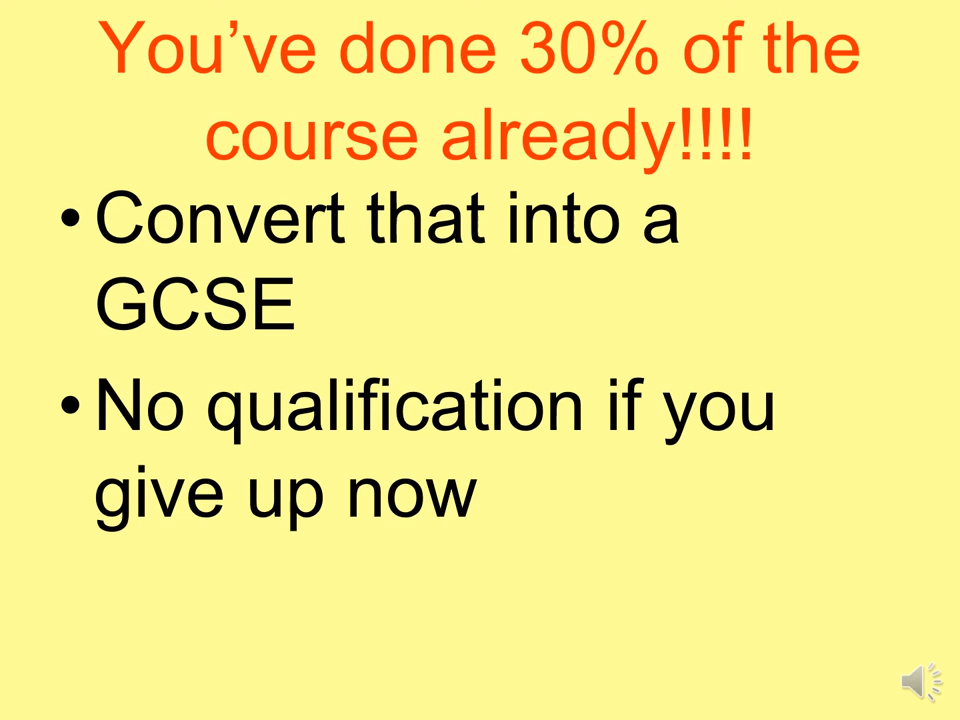 You’ve done 30% of the
course already!!!!
•Convert that into a
GCSE
•No qualification if you
give up now